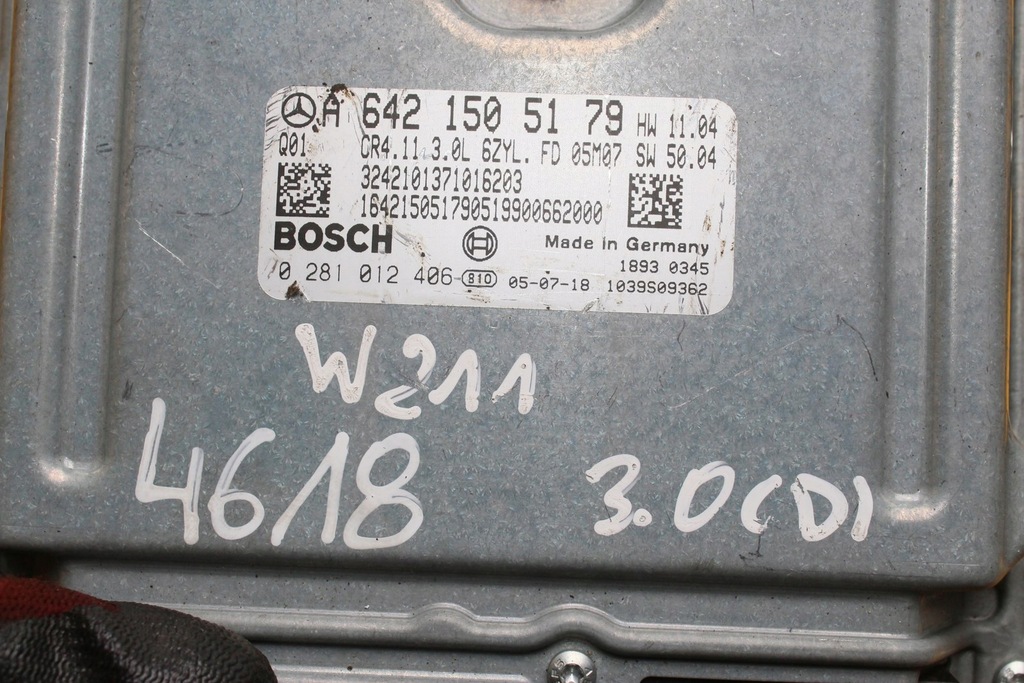 A 642 150 51 79 HW 11.04
Q01 CR4.11 3.0L 6ZYL. FD 05M07 SW 50.04
3242101371016203
164215051790519900662000
BOSCH Made in Germany
1893 0345
0 281 012 406 810 05-07-18 1039S09362
W211
4618 3.0CDI